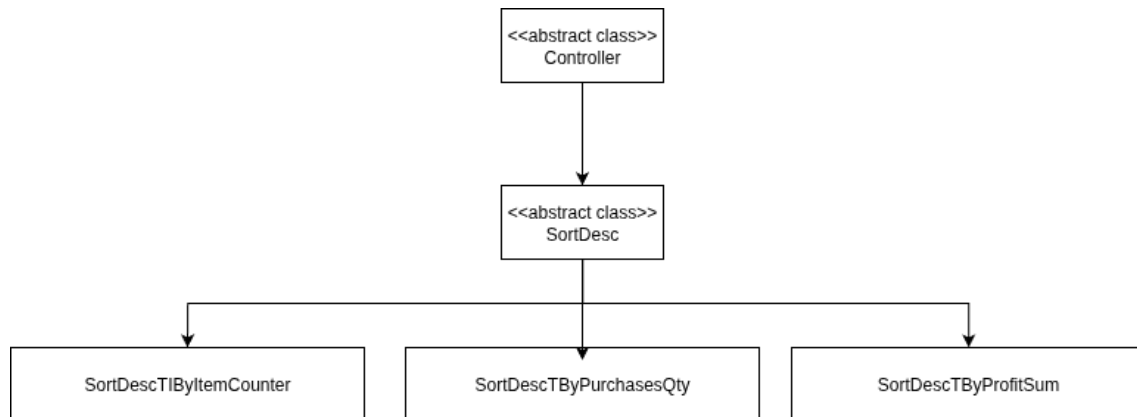 <<abstract class>>
Controller
<<abstract class>>
SortDesc
SortDescTIByItemCounter
SortDescTByPurchasesQty
SortDescTByProfitSum